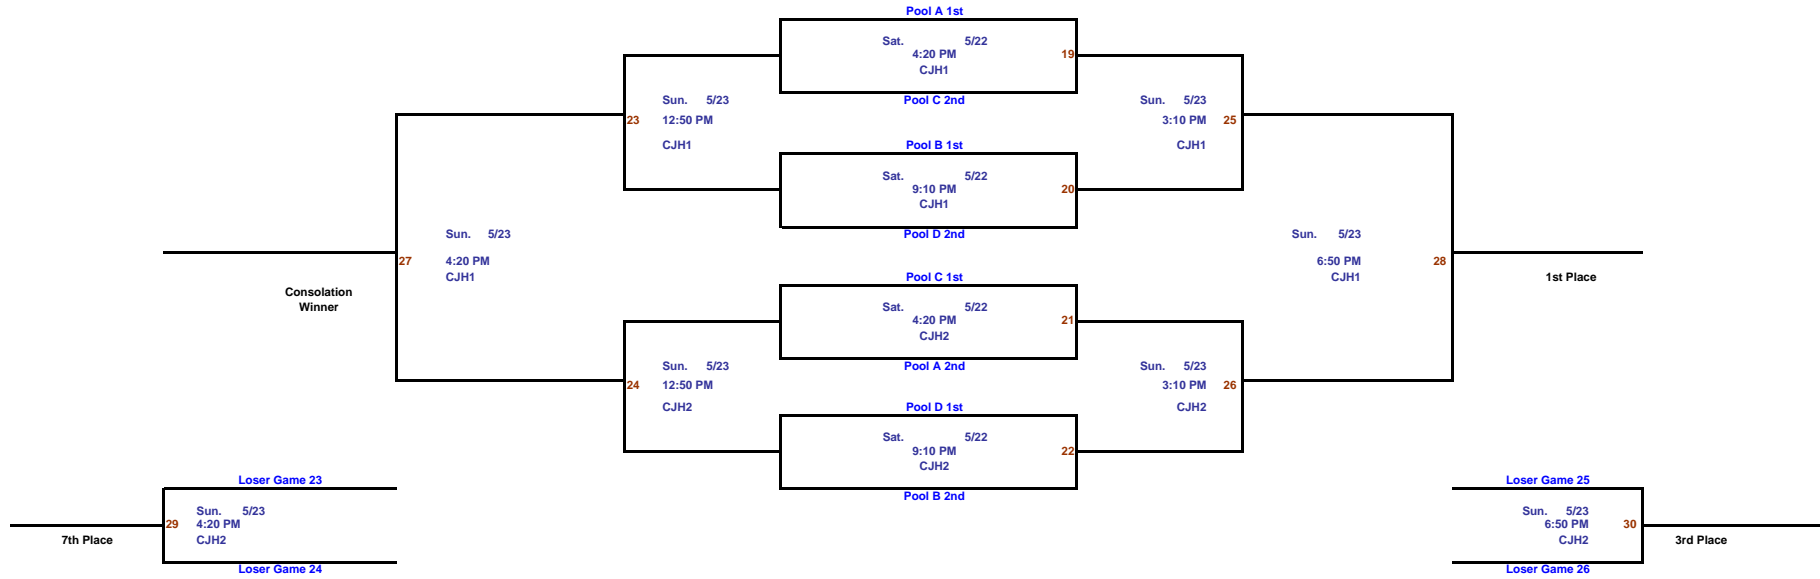 Pool A 1st
Sat. 5/22
4:20 PM 19
CJH1
Pool C 2nd
Sun. 5/23
23 12:50 PM
CJH1
Sun. 5/23
3:10 PM 25
CJH1
Pool B 1st
Sat. 5/22
9:10 PM 20
CJH1
Pool D 2nd
Sun. 5/23
27 4:20 PM
CJH1
Consolation
Winner
Sun. 5/23
6:50 PM 28
CJH1
1st Place
Pool C 1st
Sat. 5/22
4:20 PM 21
CJH2
Pool A 2nd
Sun. 5/23
24 12:50 PM
CJH2
Sun. 5/23
3:10 PM 26
CJH2
Pool D 1st
Sat. 5/22
9:10 PM 22
CJH2
Pool B 2nd
Loser Game 23
Sun. 5/23
29 4:20 PM
7th Place CJH2
Loser Game 24
Loser Game 25
Sun. 5/23
6:50 PM 30
CJH2 3rd Place
Loser Game 26